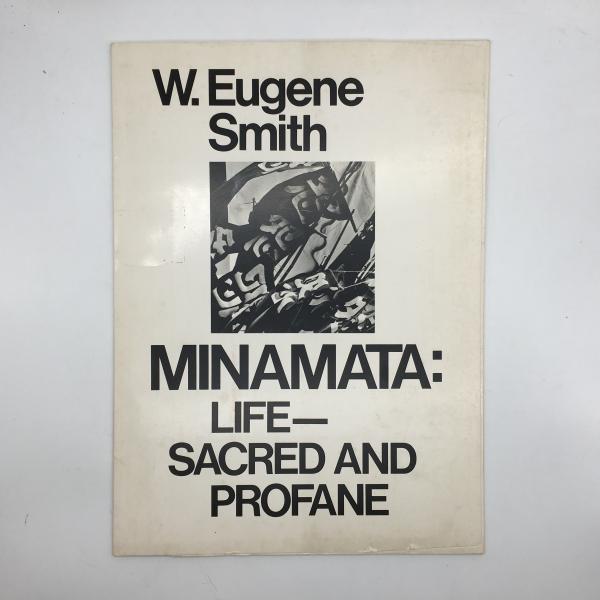 W. Eugene
Smith
MINAMATA:
LIFE—
SACRED AND
PROFANE